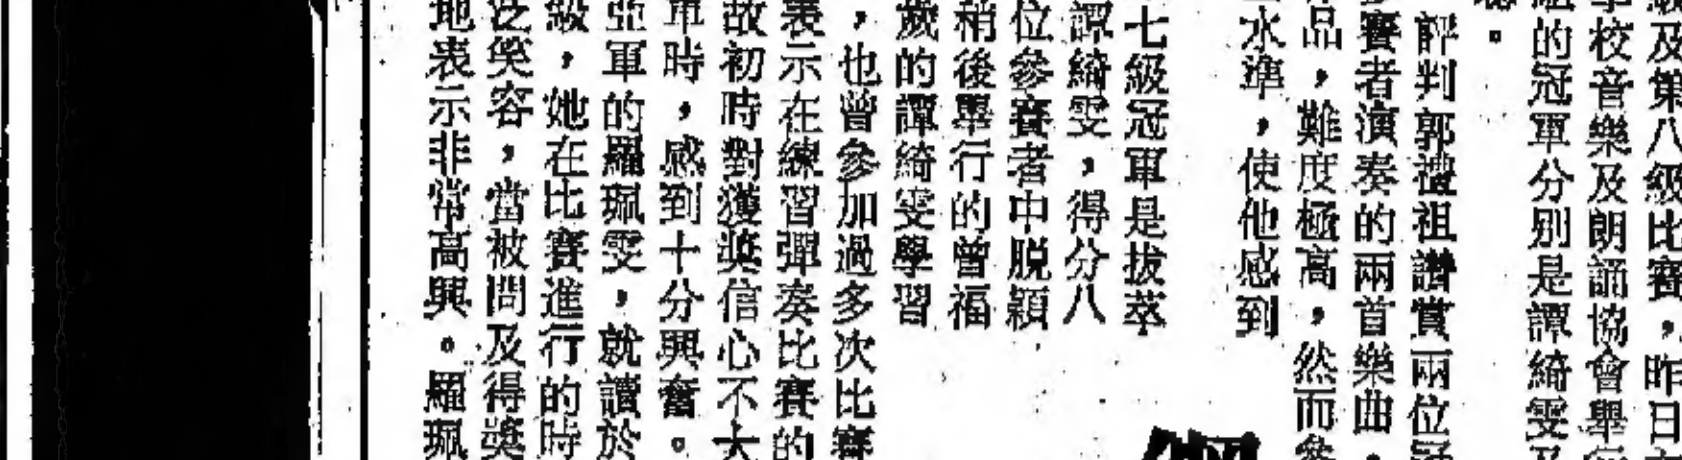 級及第八級比賽，昨日
學校音樂及朗誦協會舉
組的冠軍分別是譚綺雯及
。
評判郭禮祖讚賞兩位冠
參賽者演奏的兩首樂曲，
品，難度極高，然而參
水準，使他感到
七級冠軍是拔萃
譚綺雯，得分八
位參賽者中脫穎
稍後舉行的曾福
歲的譚綺雯學習
，也曾參加過多次比賽
表示在練習彈奏比賽的
故初時對獲獎信心不大
軍時，感到十分興奮。
亞軍的羅珮雯，就讀於
級，她在比賽進行的時
泛笑容，當被問及得獎
地表示非常高興。羅珮